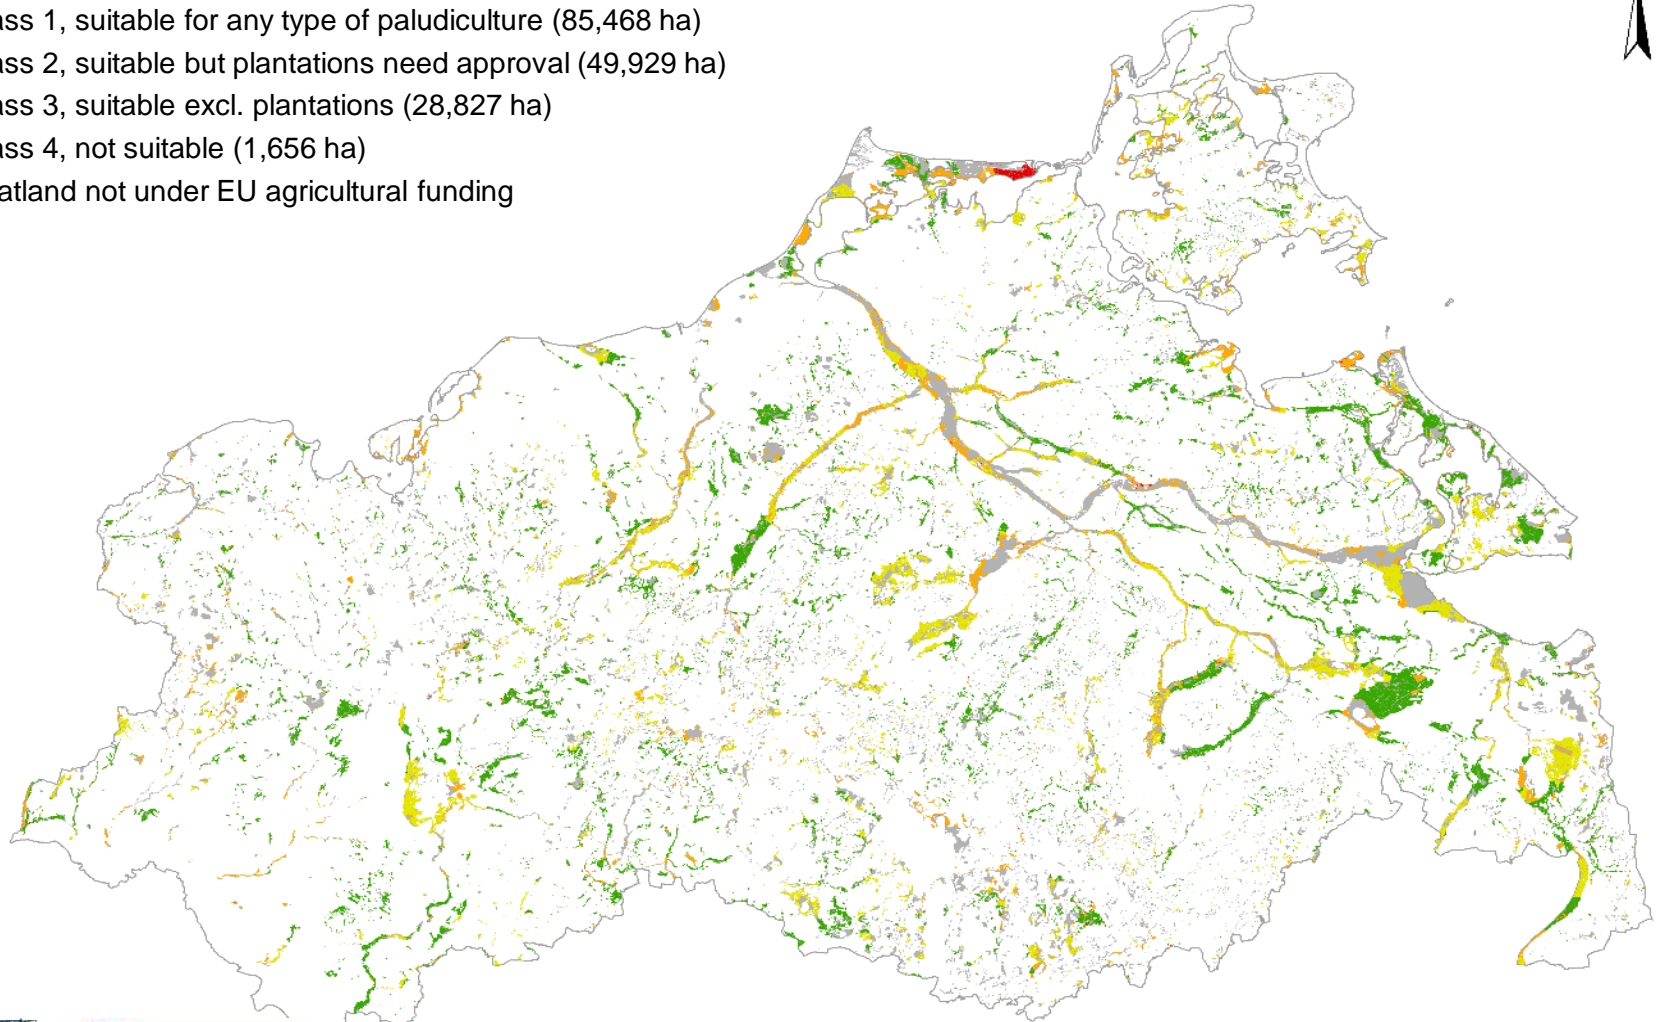 ass 1, suitable for any type of paludiculture (85,468 ha)
ass 2, suitable but plantations need approval (49,929 ha)
ass 3, suitable excl. plantations (28,827 ha)
ass 4, not suitable (1,656 ha)
atland not under EU agricultural funding